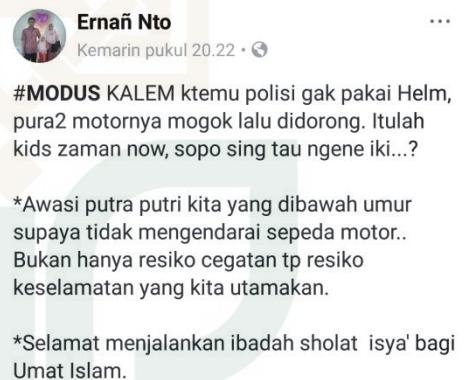 Ernañ Nto
Kemarin pukul 20.22 •
#MODUS KALEM ktemu polisi gak pakai Helm,
pura2 motornya mogok lalu didorong. Itulah
kids zaman now, sopo sing tau ngene iki...?
*Awasi putra putri kita yang dibawah umur
supaya tidak mengendarai sepeda motor..
Bukan hanya resiko cegatan tp resiko
keselamatan yang kita utamakan.
*Selamat menjalankan ibadah sholat isya' bagi
Umat Islam.